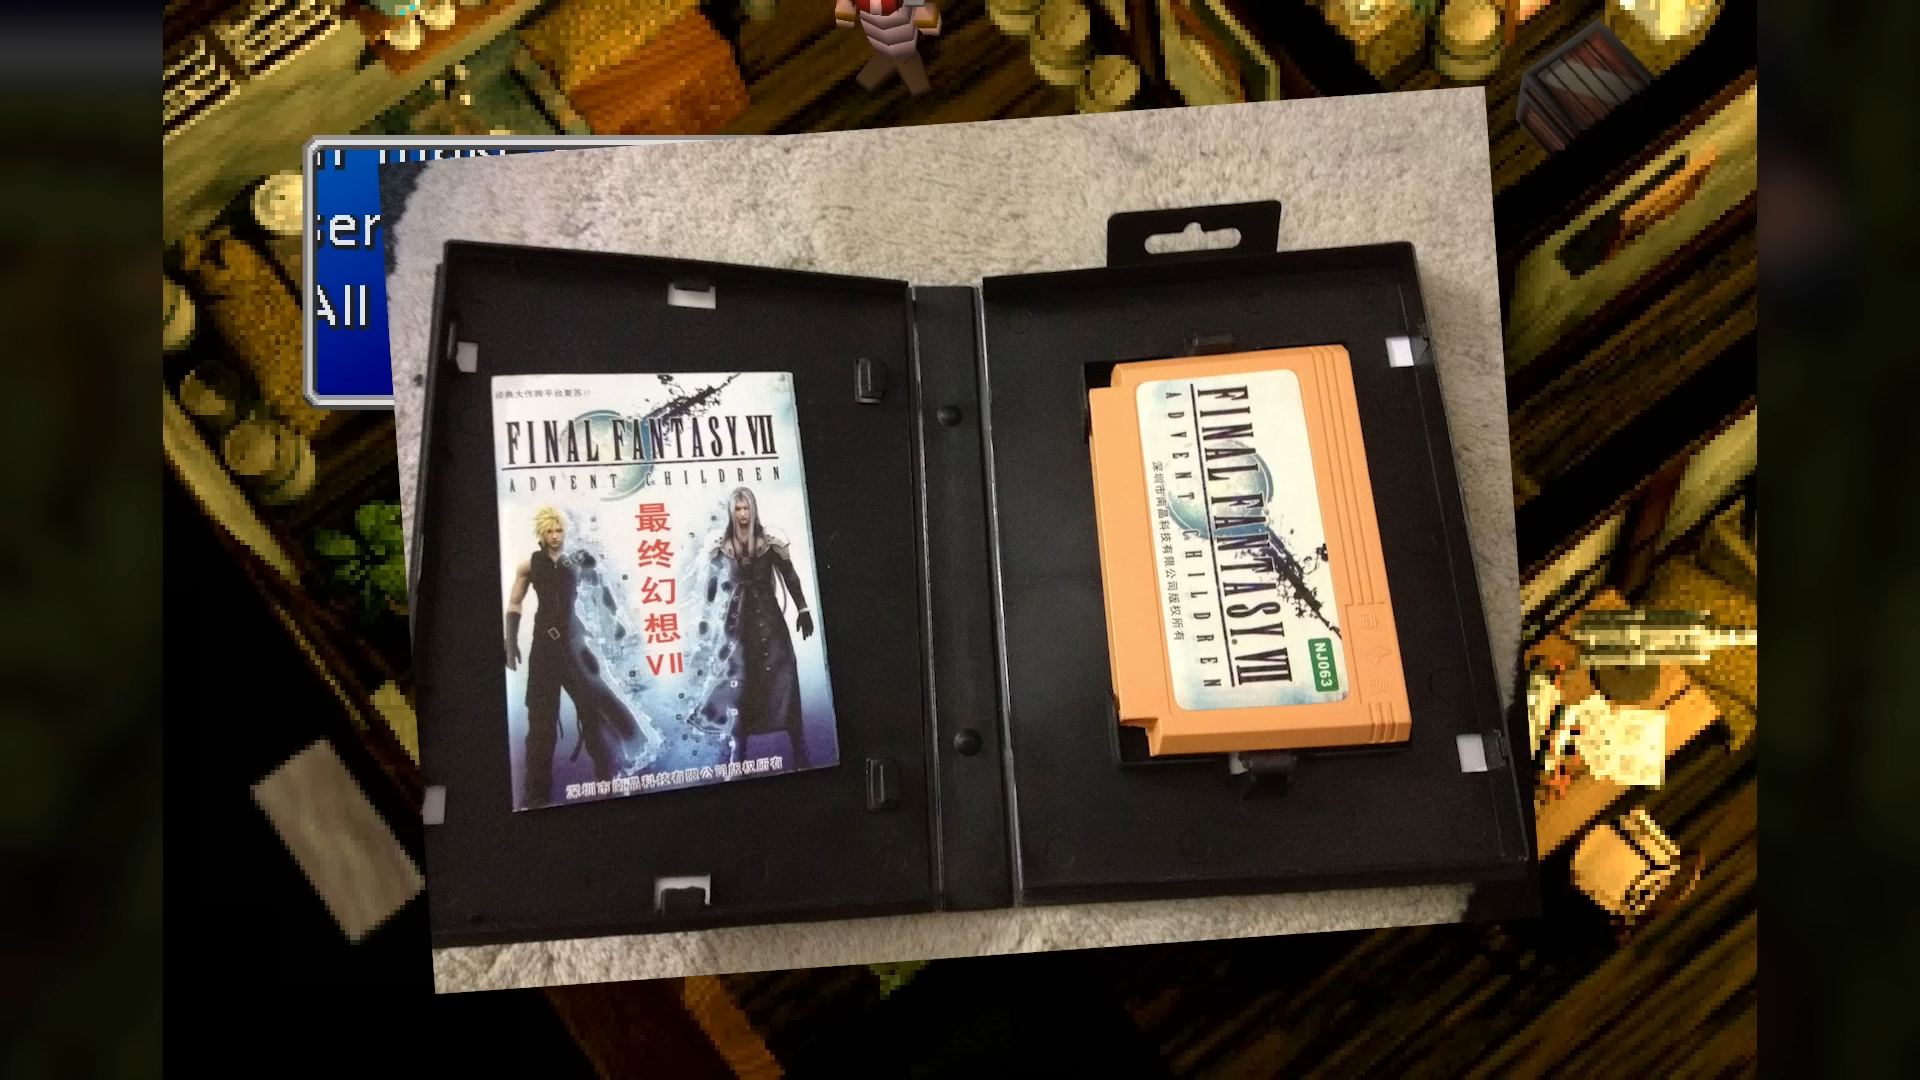 ser
All
经典大作跨平台复苏!!
FINAL FANTASY.VII
ADVENT CHILDREN
最
终
幻
想
VII
深圳市南晶科技有限公司版权所有
FINAL FANTASY.VII
ADVENT CHILDREN
深圳市南晶科技有限公司版权所有
NJ063